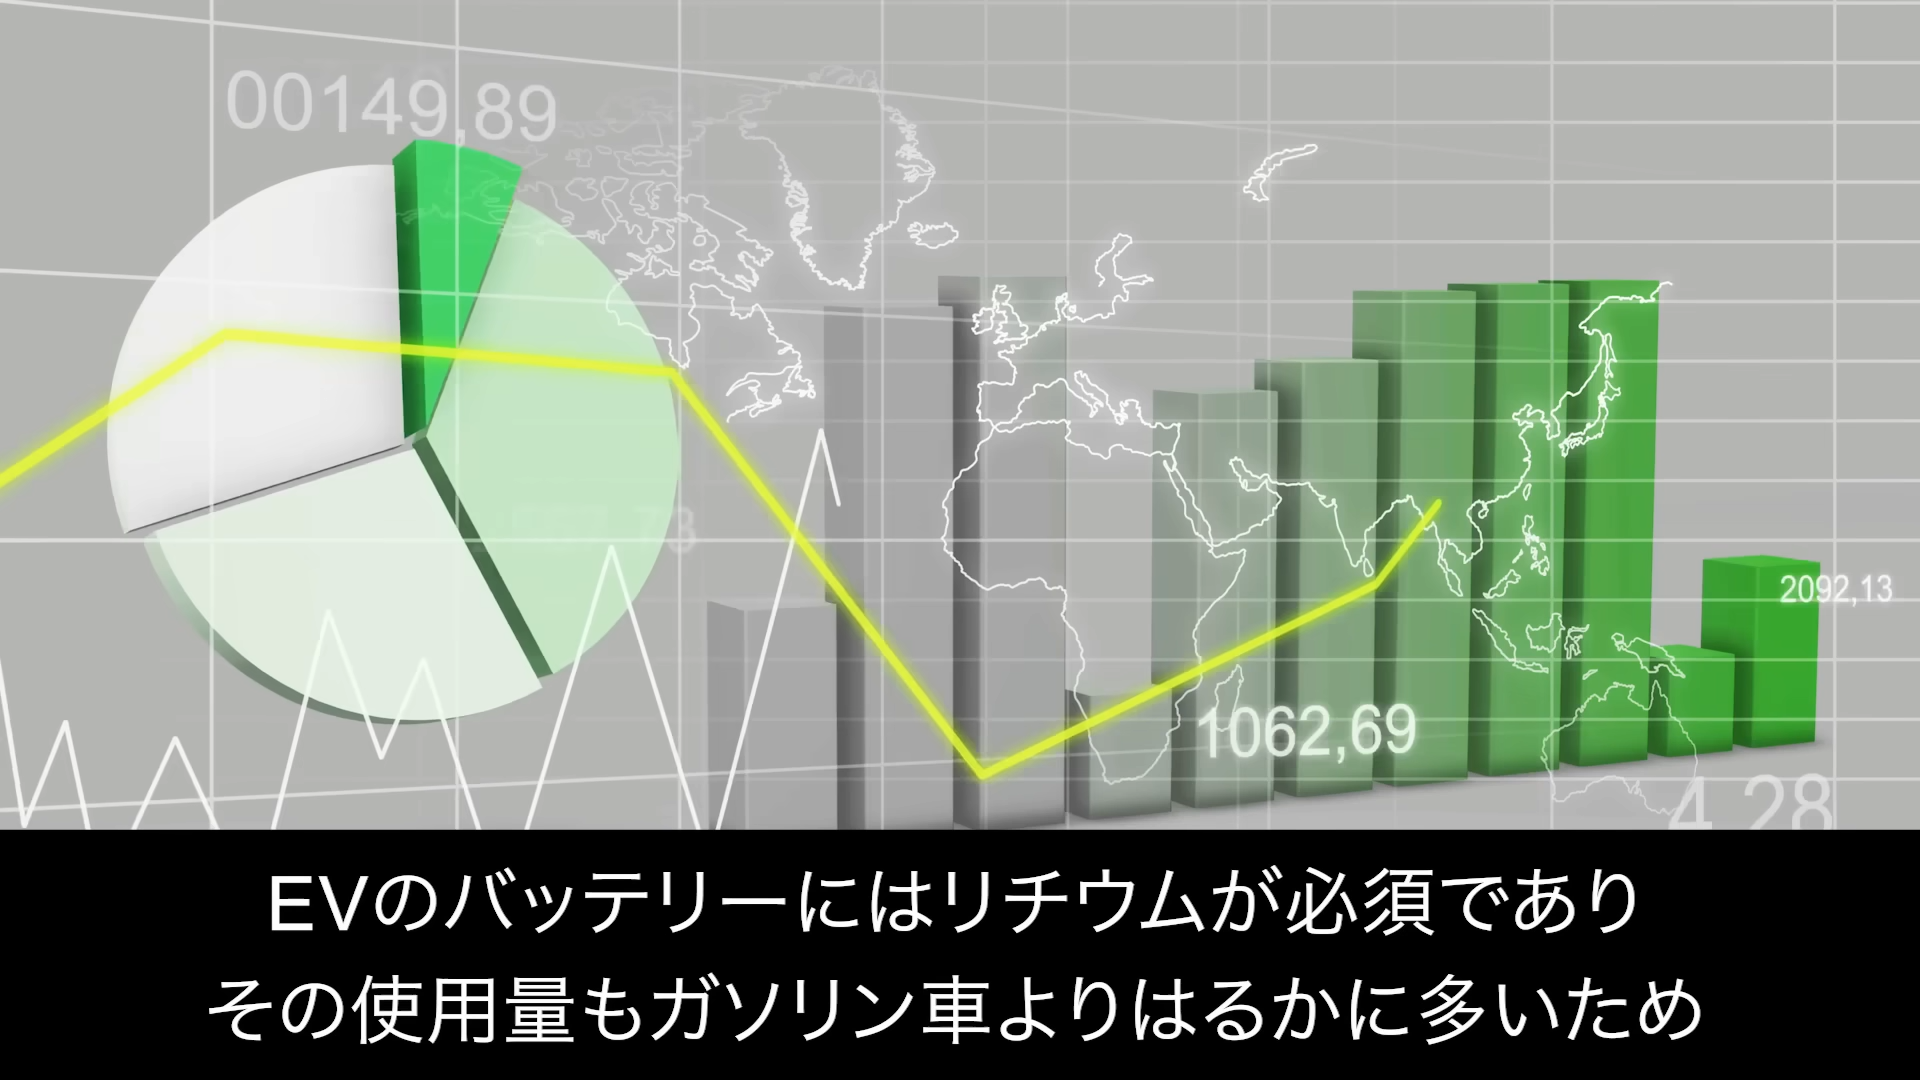 00149,89
2092,13
1062,69
4,28
EVのバッテリーにはリチウムが必須であり
その使用量もガソリン車よりはるかに多いため